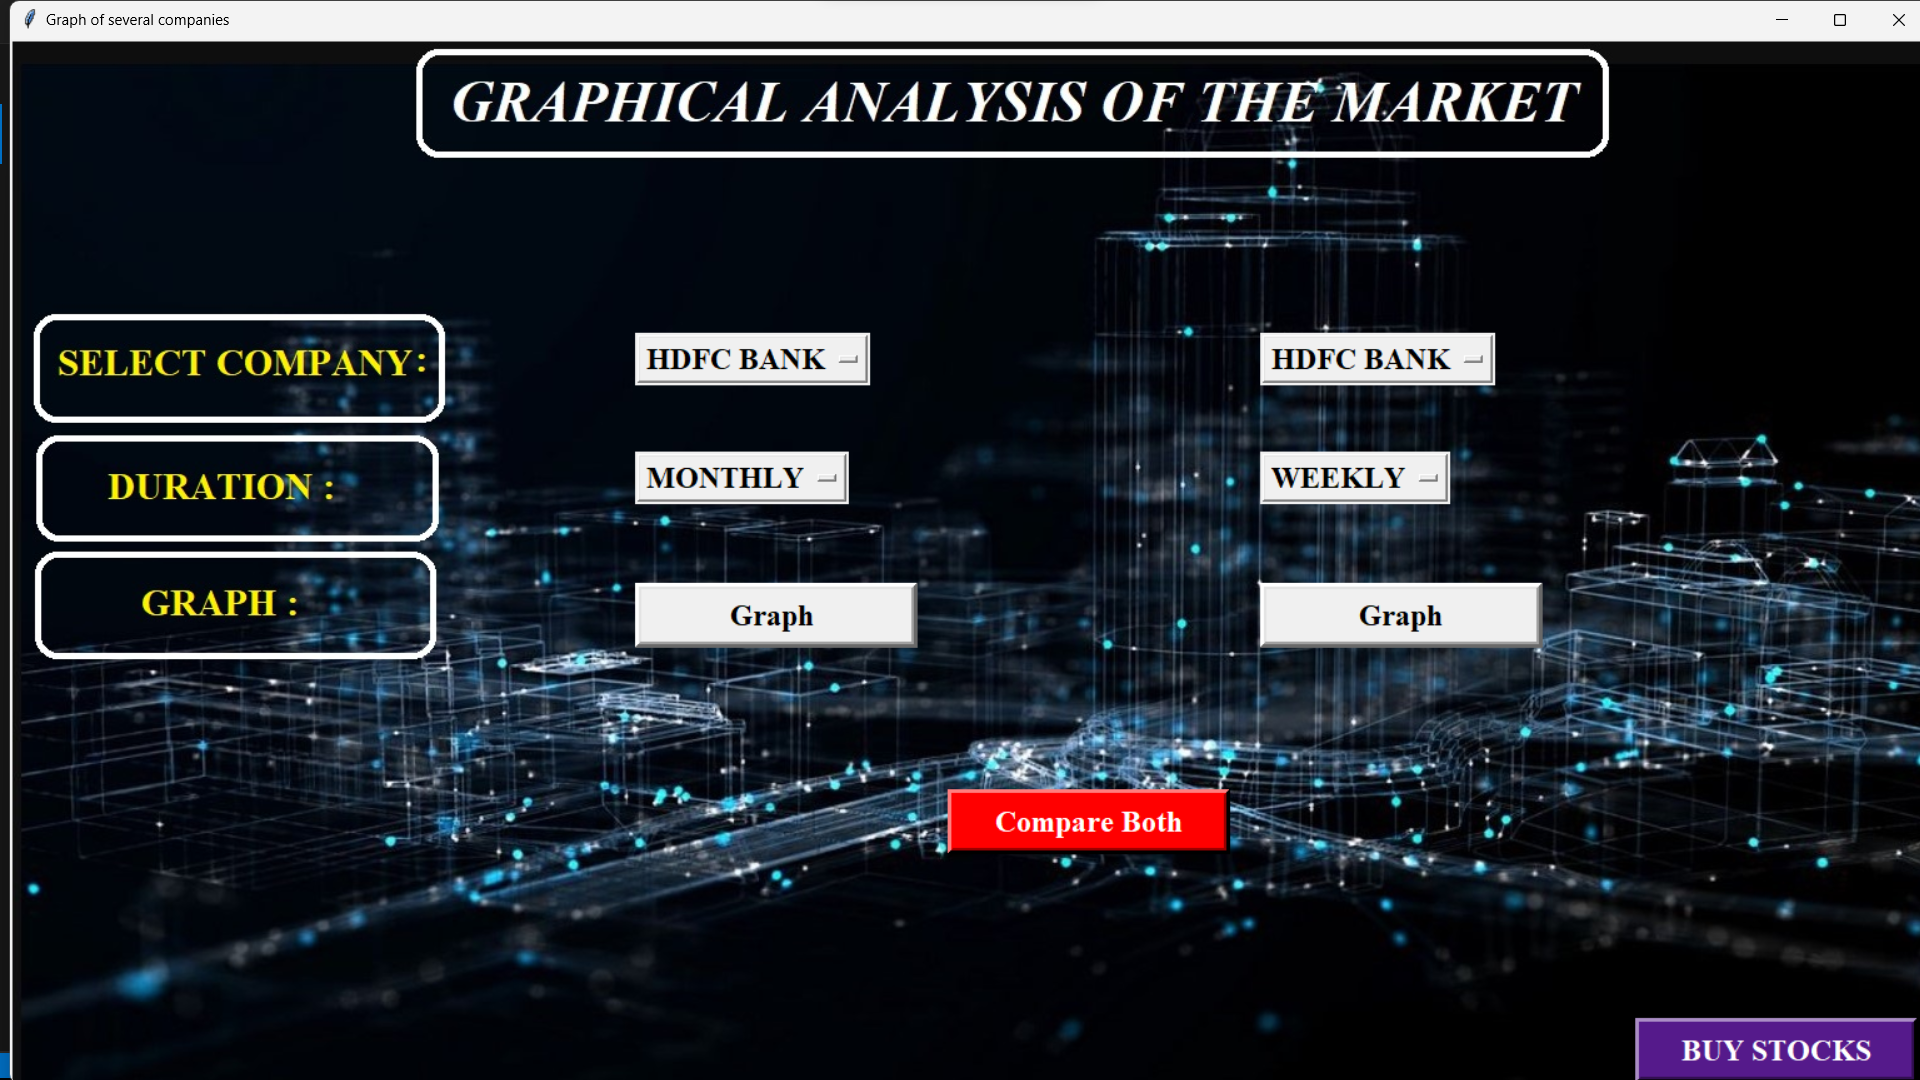 Graph of several companies
GRAPHICAL ANALYSIS OF THE MARKET
SELECT COMPANY: HDFC BANK HDFC BANK
DURATION : MONTHLY WEEKLY
GRAPH : Graph Graph
Compare Both
BUY STOCKS